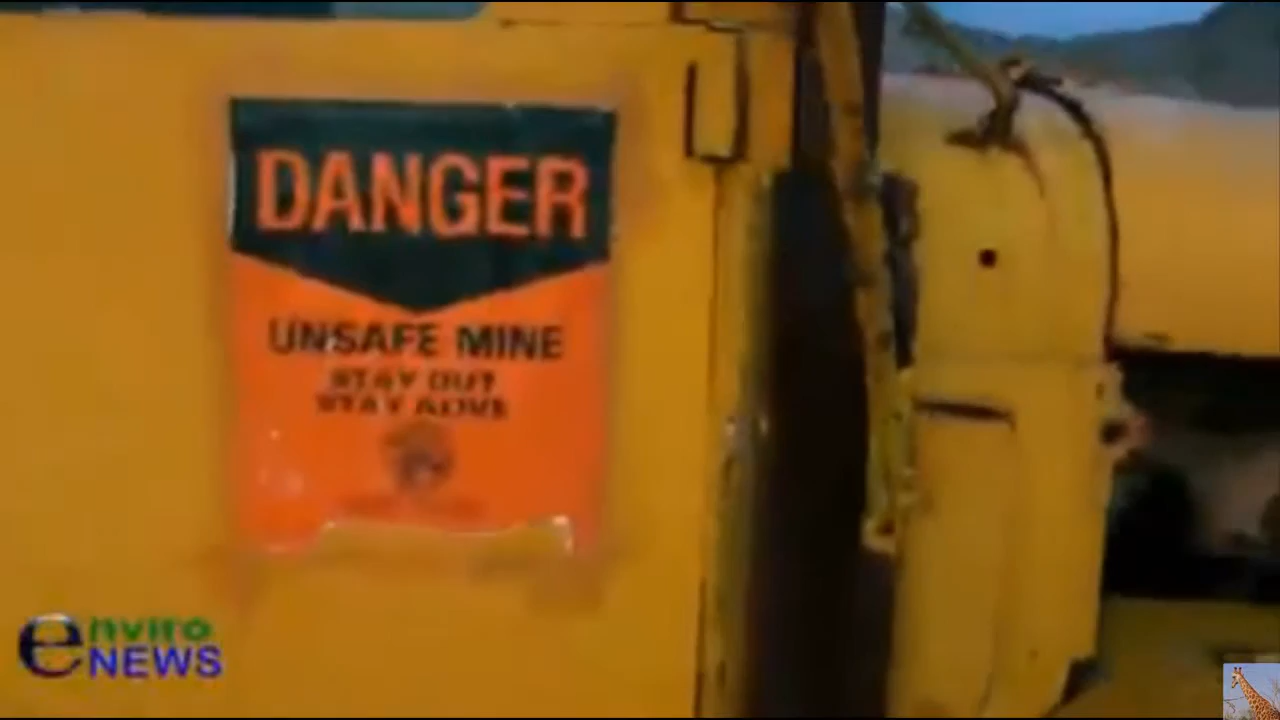 DANGER
UNSAFE MINE
STAY OUT
STAY ALIVE
enviro
NEWS